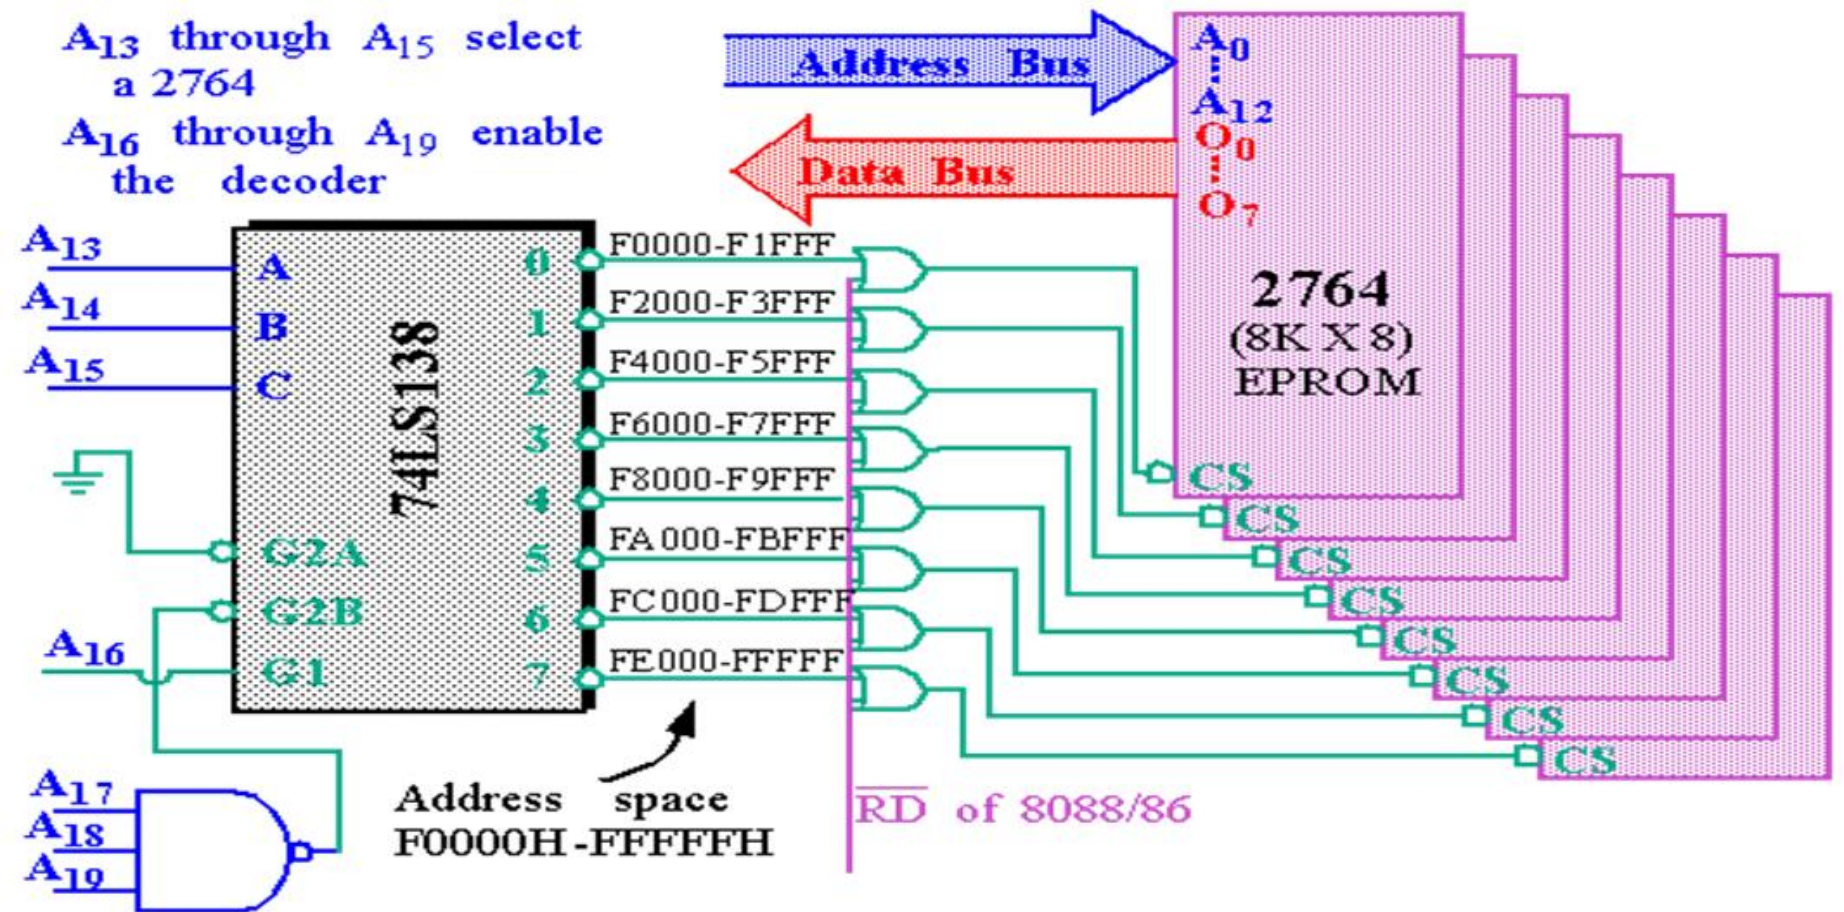 A13 through A15 select
a 2764
A16 through A19 enable
the decoder
Address Bus
Data Bus
A0
A12
O0
O7
2764
(8K X 8)
EPROM
A13
A14
A15
A
B
C
74LS138
G2A
G2B
G1
A16
A17
A18
A19
0
1
2
3
4
5
6
7
F0000-F1FFF
F2000-F3FFF
F4000-F5FFF
F6000-F7FFF
F8000-F9FFF
FA000-FBFFF
FC000-FDFFF
FE000-FFFFF
CS
CS
CS
CS
CS
CS
CS
CS
Address space
F0000H-FFFFFH
R̅D̅ of 8088/86